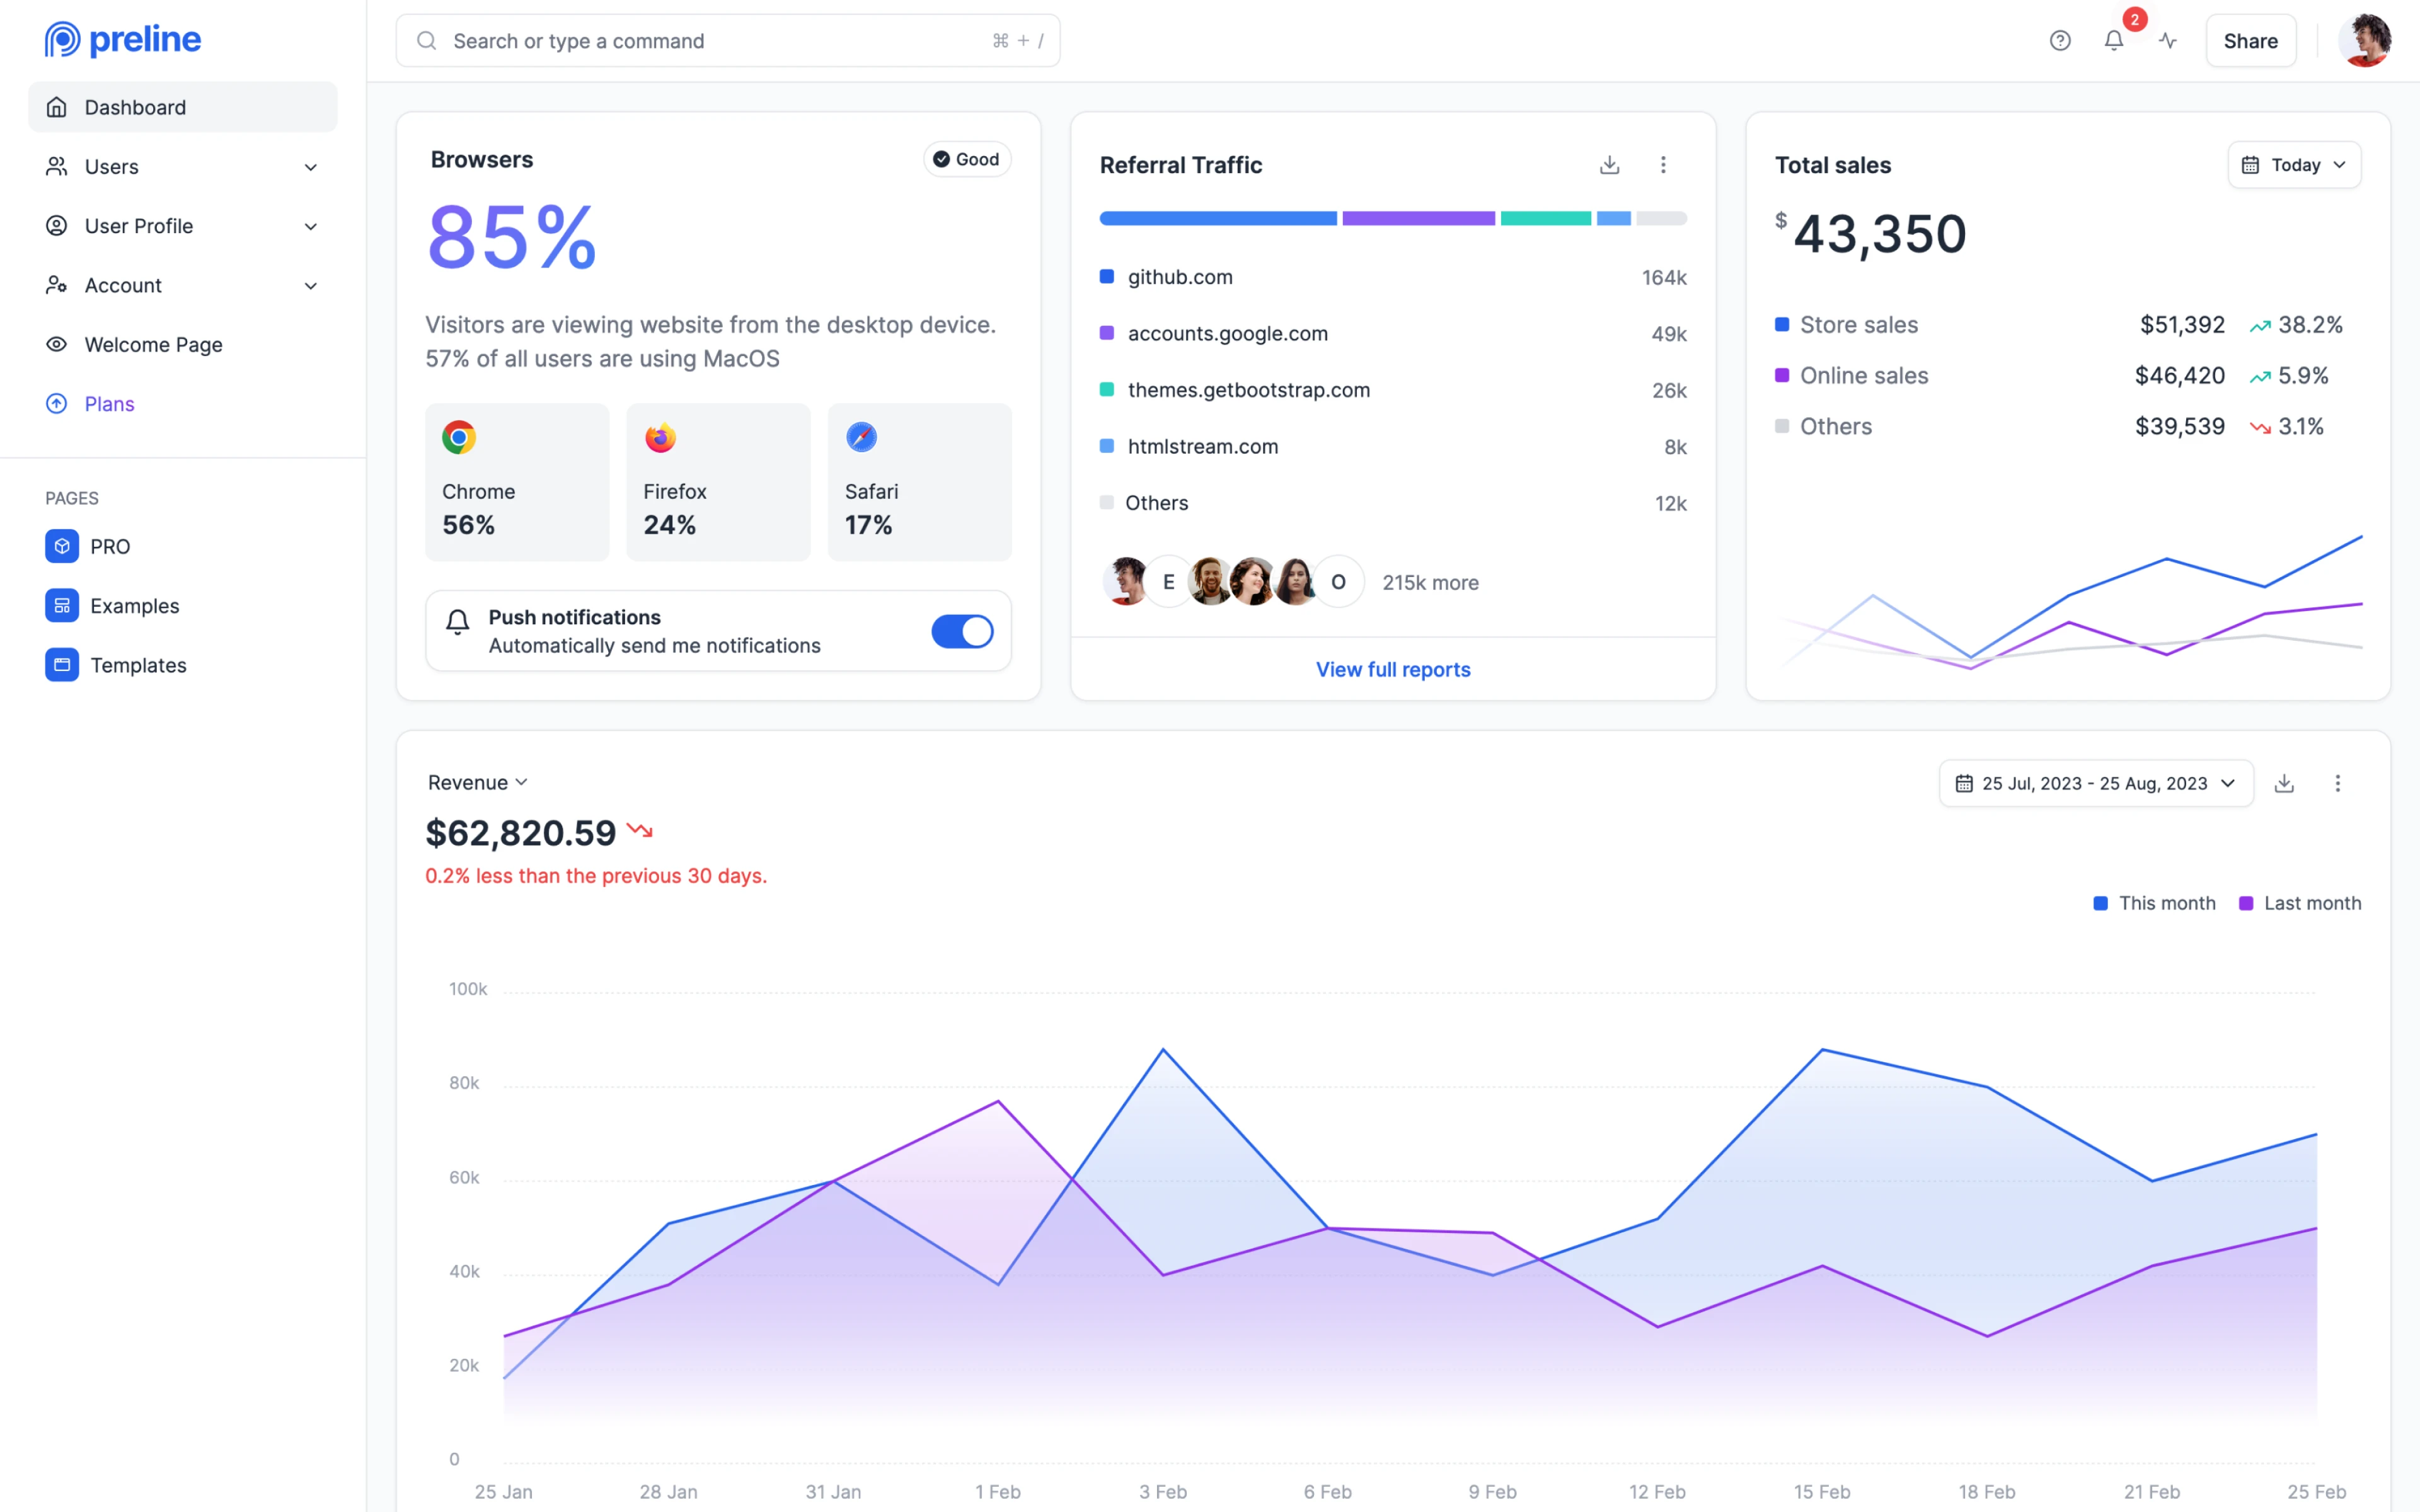 preline
Dashboard
Users
User Profile
Account
Welcome Page
Plans
PAGES
PRO
Examples
Templates
Search or type a command ⌘ + /
2
Share
Browsers
Good
85%
Visitors are viewing website from the desktop device.
57% of all users are using MacOS
Chrome
56%
Firefox
24%
Safari
17%
Push notifications
Automatically send me notifications
Referral Traffic
github.com 164k
accounts.google.com 49k
themes.getbootstrap.com 26k
htmlstream.com 8k
Others 12k
E O 215k more
View full reports
Total sales
Today
$43,350
Store sales $51,392 38.2%
Online sales $46,420 5.9%
Others $39,539 3.1%
Revenue
25 Jul, 2023 - 25 Aug, 2023
$62,820.59
0.2% less than the previous 30 days.
This month Last month
100k
80k
60k
40k
20k
0
25 Jan 28 Jan 31 Jan 1 Feb 3 Feb 6 Feb 9 Feb 12 Feb 15 Feb 18 Feb 21 Feb 25 Feb